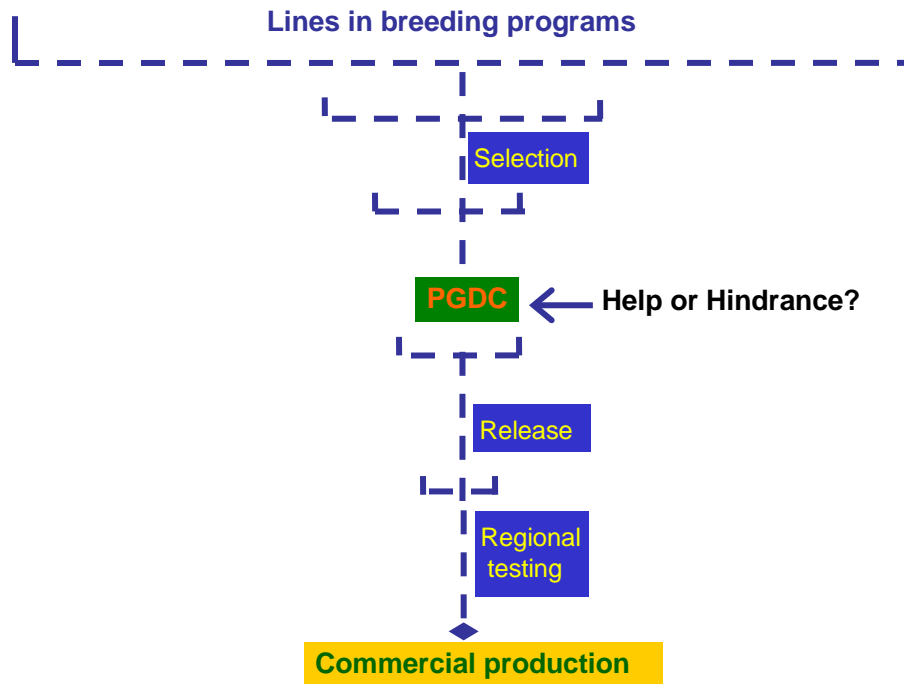 Lines in breeding programs
Selection
PGDC
Help or Hindrance?
Release
Regional
testing
Commercial production